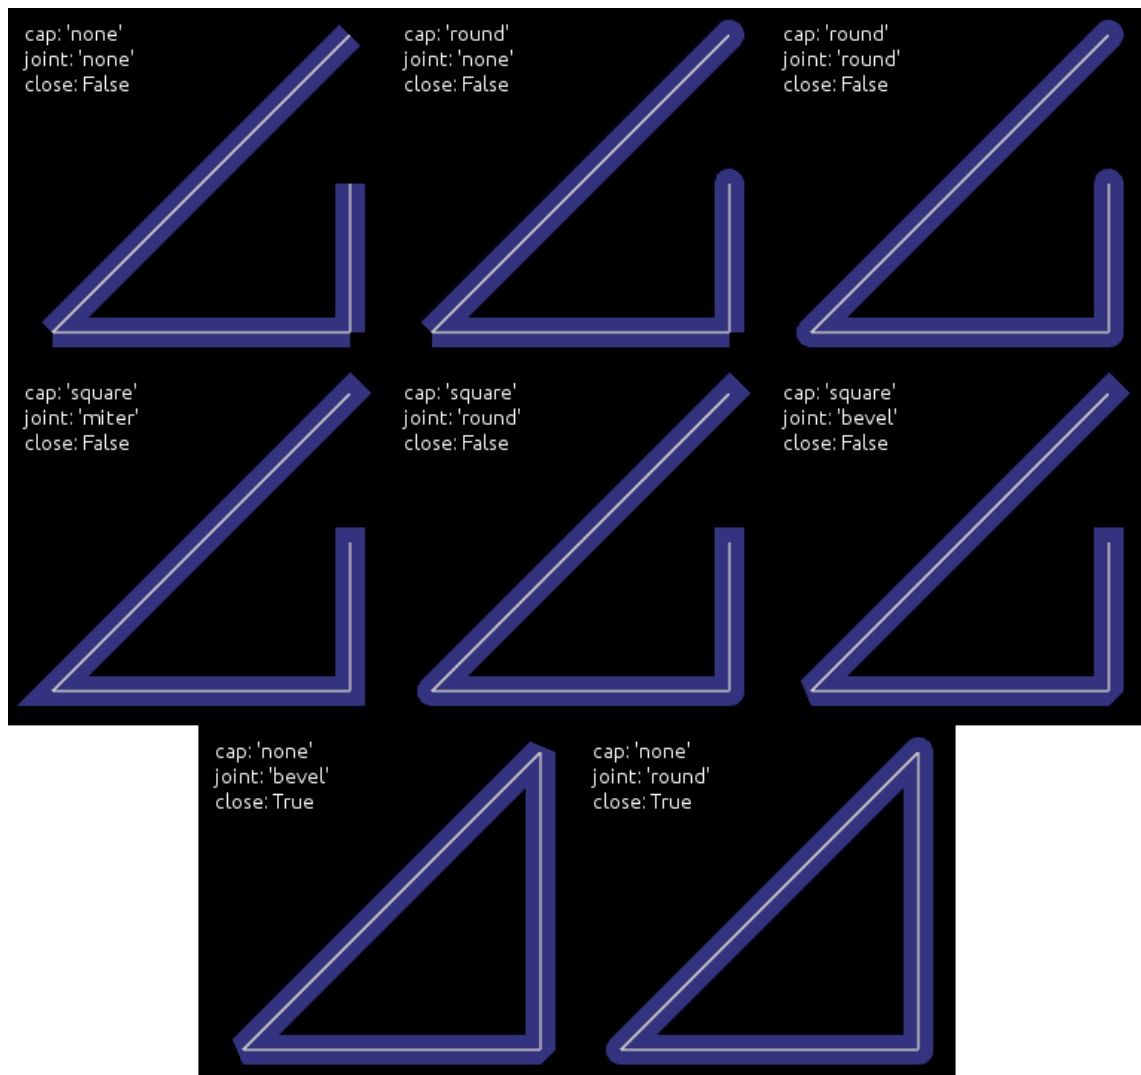 cap: 'none'
joint: 'none'
close: False
cap: 'round'
joint: 'none'
close: False
cap: 'round'
joint: 'round'
close: False
cap: 'square'
joint: 'miter'
close: False
cap: 'square'
joint: 'round'
close: False
cap: 'square'
joint: 'bevel'
close: False
cap: 'none'
joint: 'bevel'
close: True
cap: 'none'
joint: 'round'
close: True